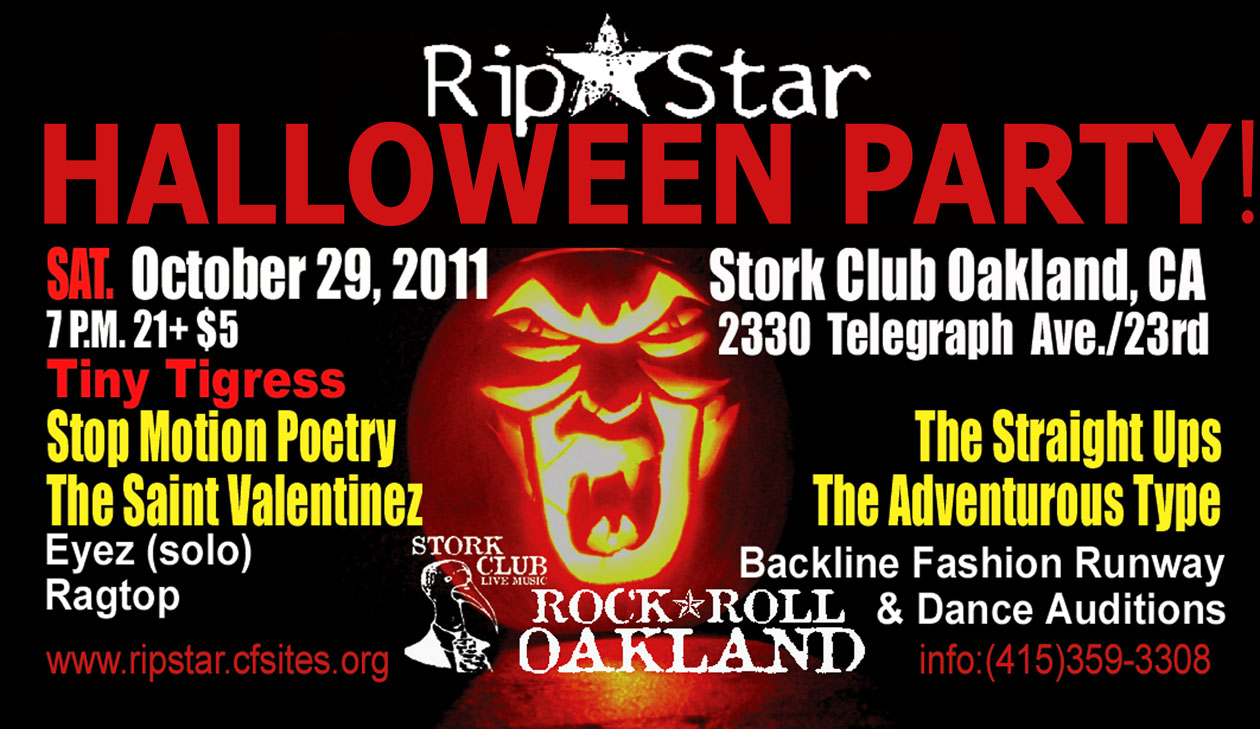 Rip★Star
HALLOWEEN PARTY!
SAT. October 29, 2011
7 P.M. 21+ $5
Stork Club Oakland, CA
2330 Telegraph Ave./23rd
Tiny Tigress
Stop Motion Poetry
The Saint Valentinez
Eyez (solo)
Ragtop
The Straight Ups
The Adventurous Type
Backline Fashion Runway
& Dance Auditions
STORK
CLUB
LIVE MUSIC
ROCK★ROLL
OAKLAND
www.ripstar.cfsites.org
info:(415)359-3308